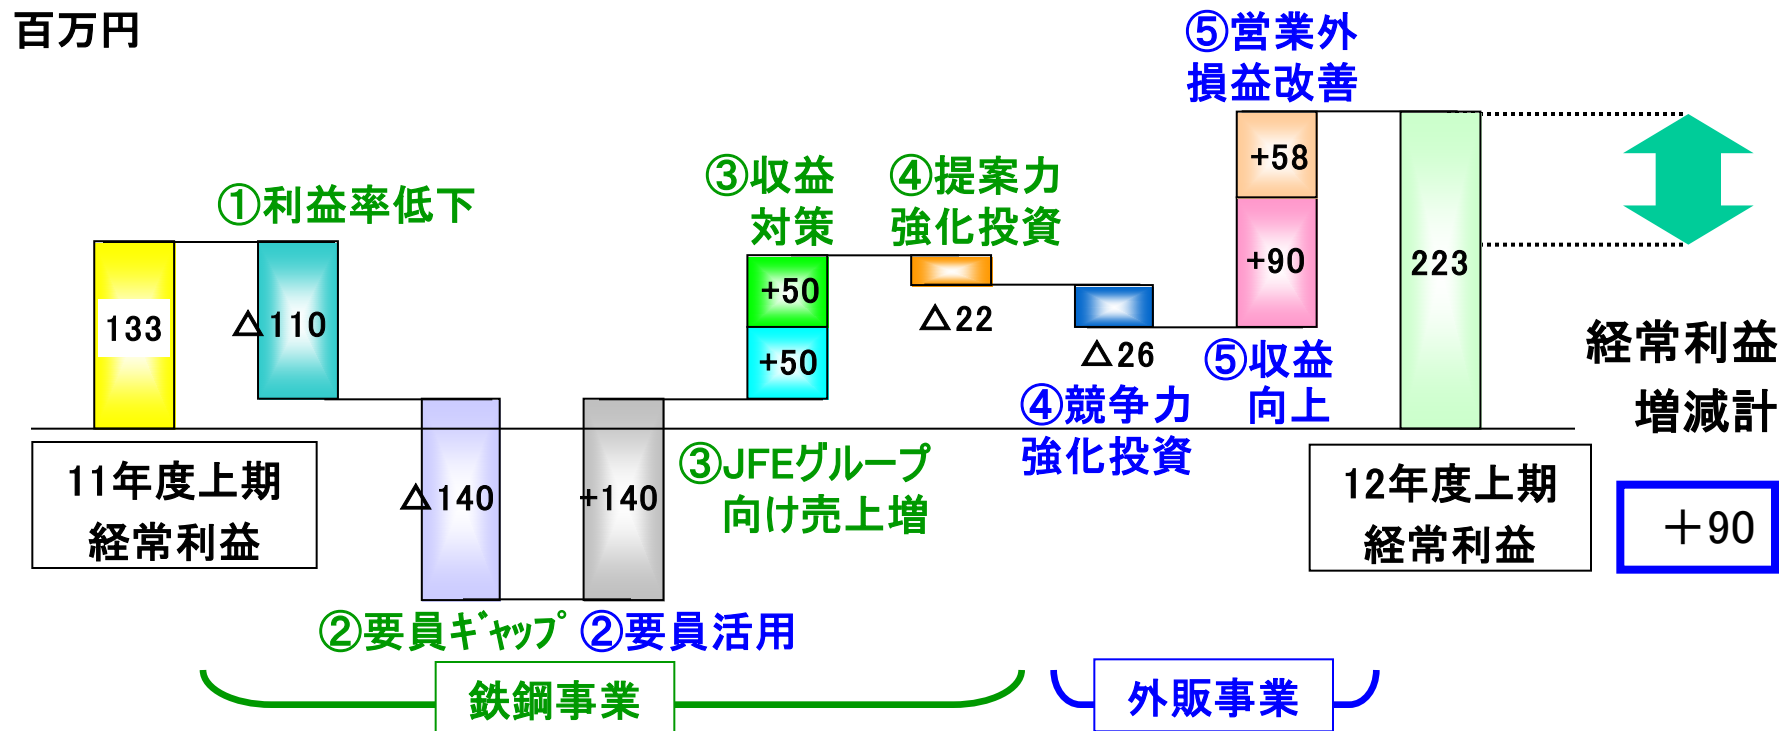 百万円
⑤営業外
損益改善
①利益率低下
③収益
対策
④提案力
強化投資
133
△110
+50
+50
△22
△26
+58
+90
223
⑤収益
向上
④競争力
強化投資
経常利益
増減計
+90
11年度上期
経常利益
△140
+140
③JFEグループ
向け売上増
12年度上期
経常利益
②要員ギャップ
②要員活用
鉄鋼事業
外販事業